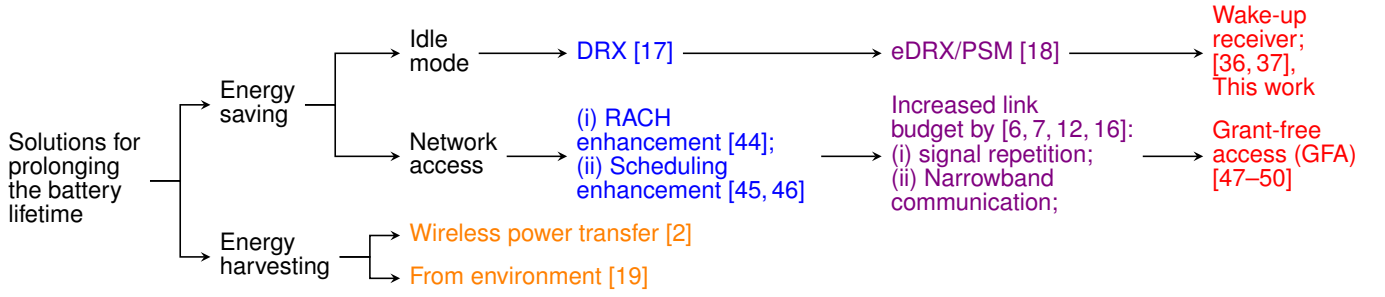 Solutions for
prolonging
the battery
lifetime
Energy
saving
Idle
mode
DRX [17]
eDRX/PSM [18]
Wake-up
receiver;
[36, 37],
This work
Network
access
(i) RACH
enhancement [44];
(ii) Scheduling
enhancement [45, 46]
Increased link
budget by [6, 7, 12, 16]:
(i) signal repetition;
(ii) Narrowband
communication;
Grant-free
access (GFA)
[47–50]
Energy
harvesting
Wireless power transfer [2]
From environment [19]